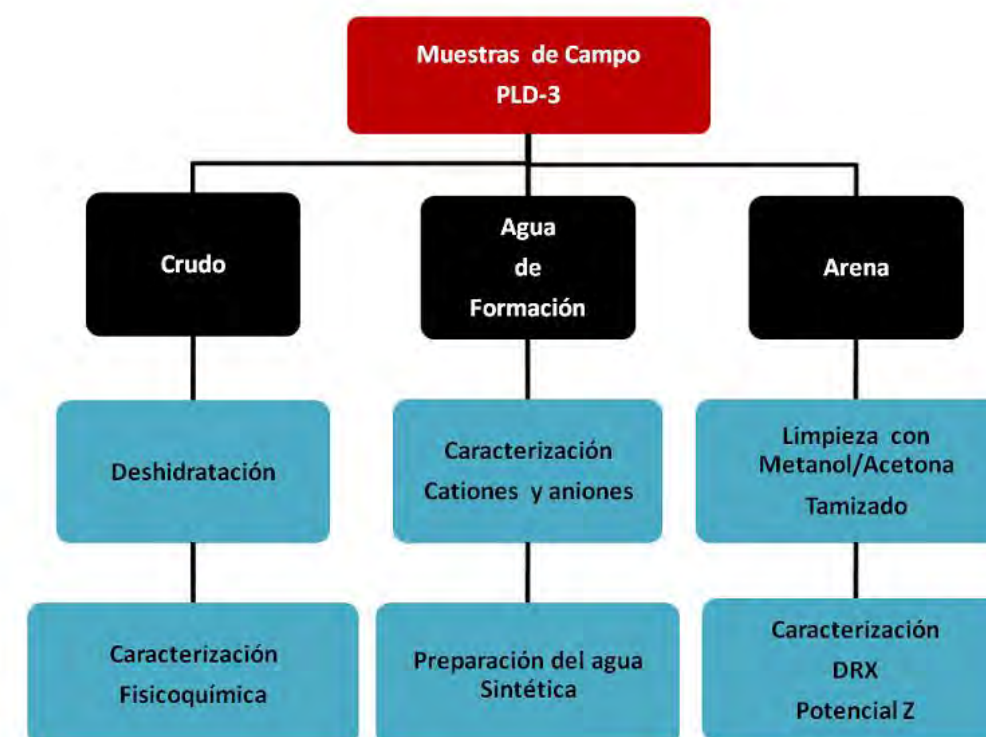 Muestras de Campo
PLD-3
Crudo
Agua
de
Formación
Arena
Deshidratación
Caracterización
Cationes y aniones
Limpieza con
Metanol/Acetona
Tamizado
Caracterización
Fisicoquímica
Preparación del agua
Sintética
Caracterización
DRX
Potencial Z